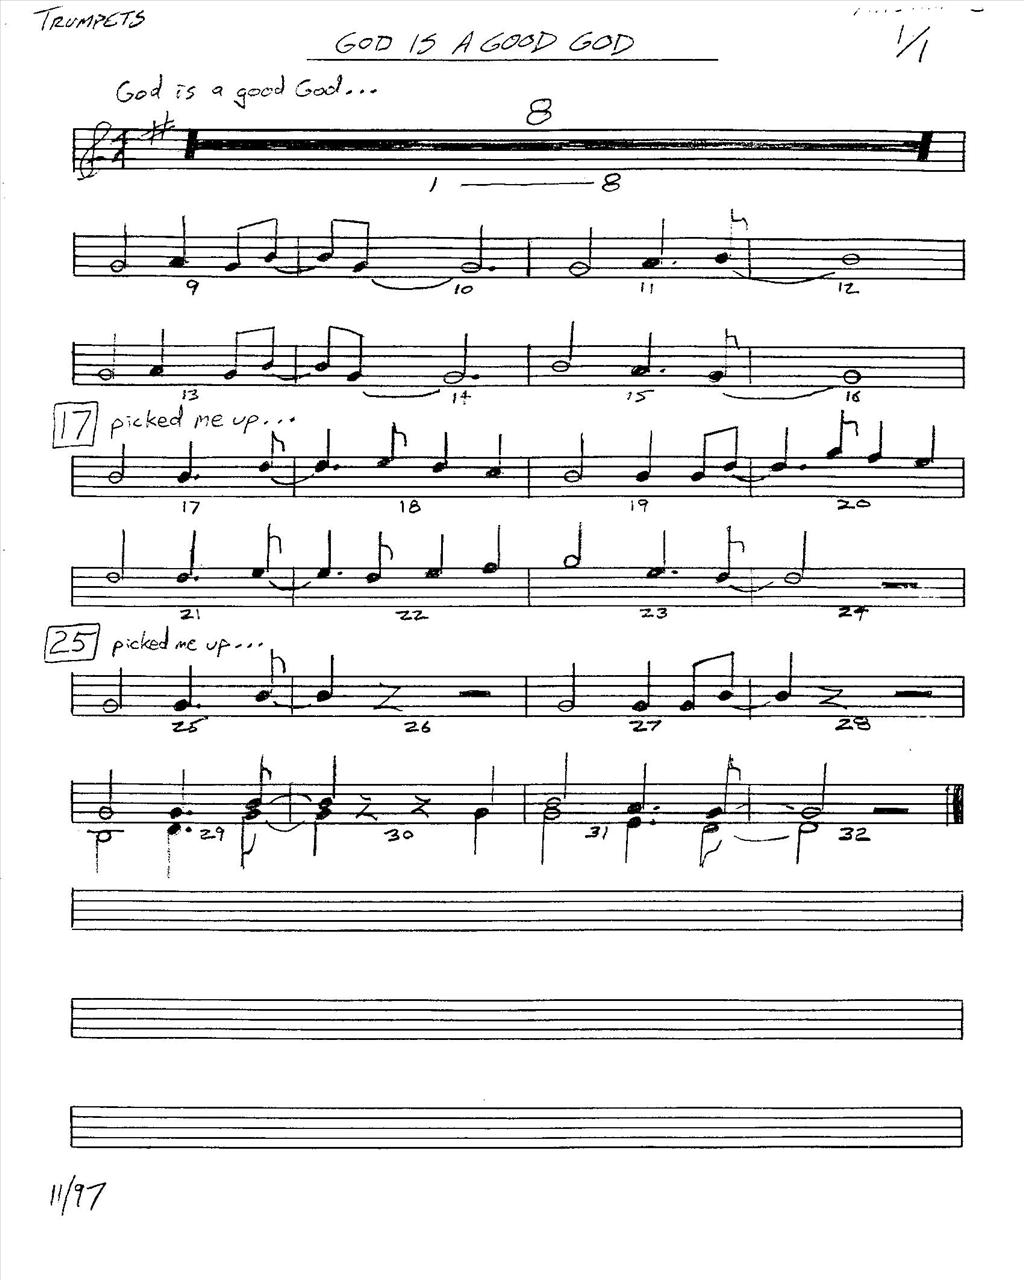 TRUMPETS
GOD IS A GOOD GOD
1/1
God is a good God...
8
1 — 8
9 10 11 12
13 14 15 16
17 picked me up...
17 18 19 20
21 22 23 24
25 picked me up...
25 26 27 28
29 30 31 32
11/97